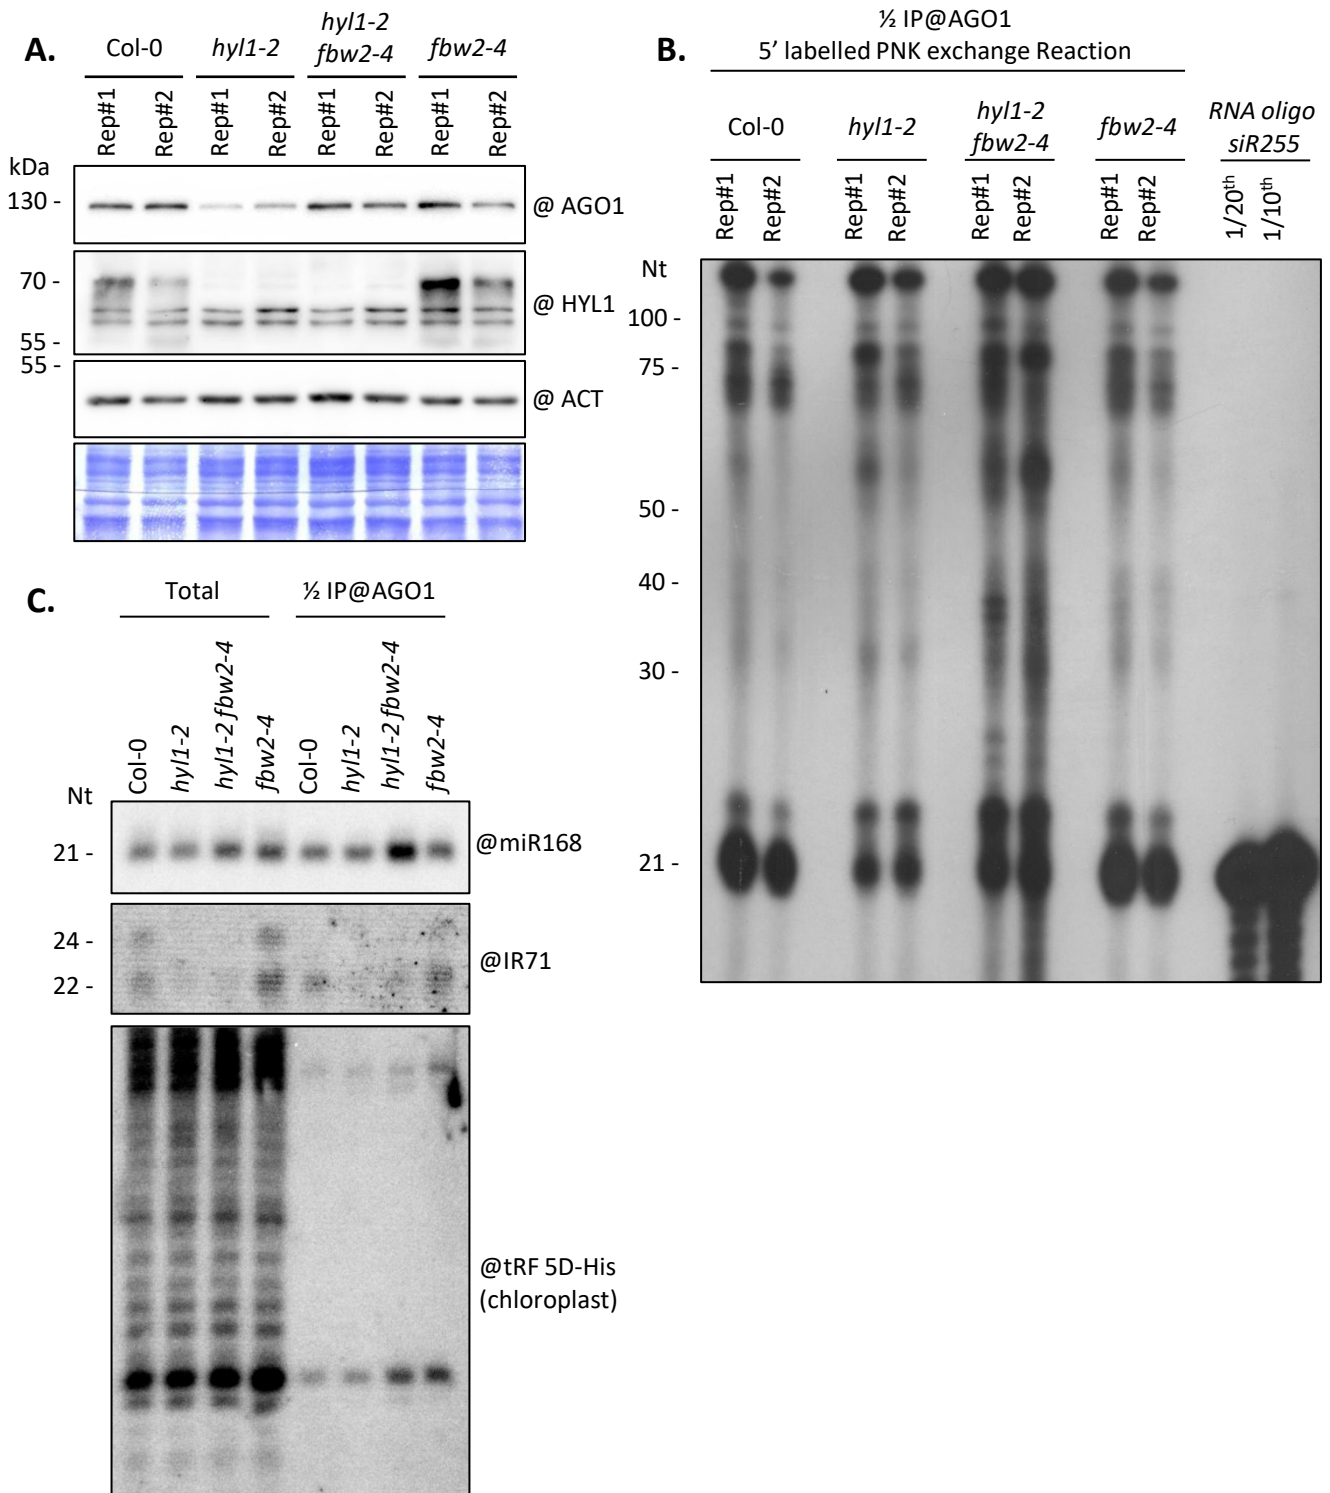 A.
Col-0
hyl1-2
hyl1-2
fbw2-4
fbw2-4
Rep#1
Rep#2
Rep#1
Rep#2
Rep#1
Rep#2
Rep#1
Rep#2
kDa
130 -
@ AGO1
70 -
@ HYL1
55 -
55 -
@ ACT
B.
½ IP@AGO1
5’ labelled PNK exchange Reaction
Col-0
hyl1-2
hyl1-2
fbw2-4
fbw2-4
RNA oligo
siR255
Rep#1
Rep#2
Rep#1
Rep#2
Rep#1
Rep#2
Rep#1
Rep#2
1/20th
1/10th
Nt
100 -
75 -
50 -
40 -
30 -
21 -
C.
Total
½ IP@AGO1
Col-0
hyl1-2
hyl1-2 fbw2-4
fbw2-4
Col-0
hyl1-2
hyl1-2 fbw2-4
fbw2-4
Nt
21 -
@miR168
24 -
22 -
@IR71
@tRF 5D-His
(chloroplast)